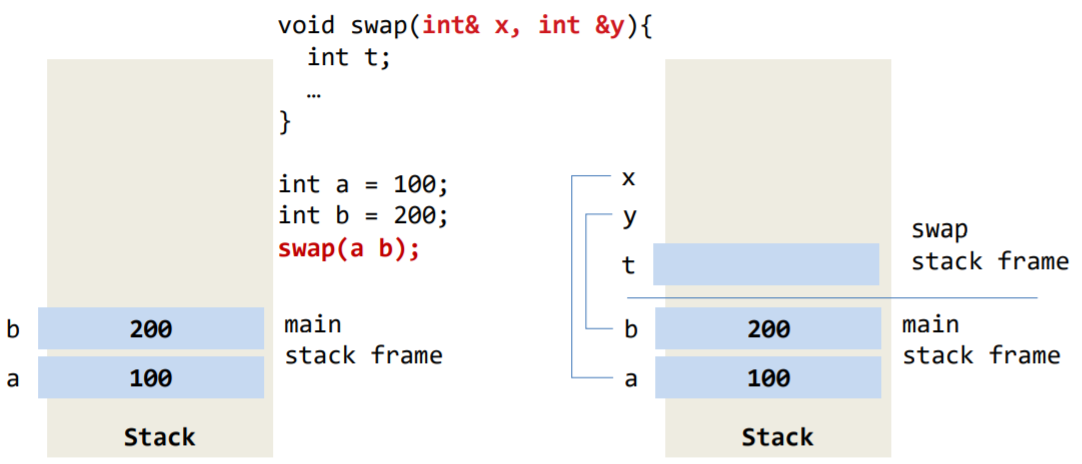 void swap(int& x, int &y){
int t;
…
}
int a = 100;
int b = 200;
swap(a b);
b 200
a 100
main
stack frame
Stack
x
y
t
swap
stack frame
b 200
a 100
main
stack frame
Stack